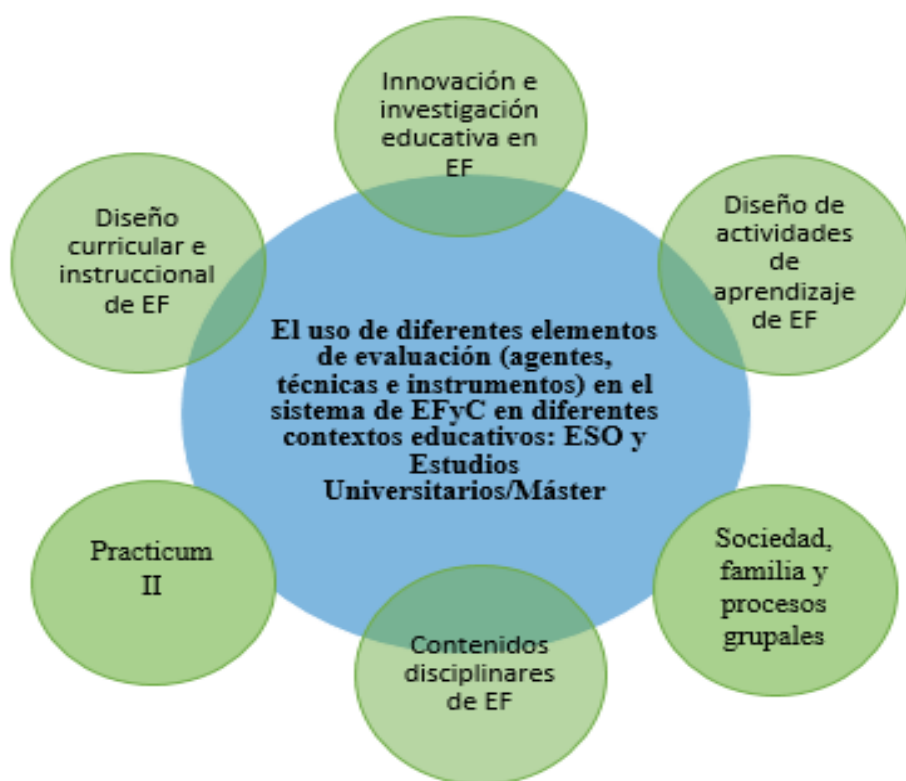 Innovación e
investigación
educativa en
EF
Diseño
curricular e
instruccional
de EF
Diseño de
actividades
de
aprendizaje
de EF
El uso de diferentes elementos
de evaluación (agentes,
técnicas e instrumentos) en el
sistema de EFyC en diferentes
contextos educativos: ESO y
Estudios
Universitarios/Máster
Practicum
II
Sociedad,
familia y
procesos
grupales
Contenidos
disciplinares
de EF